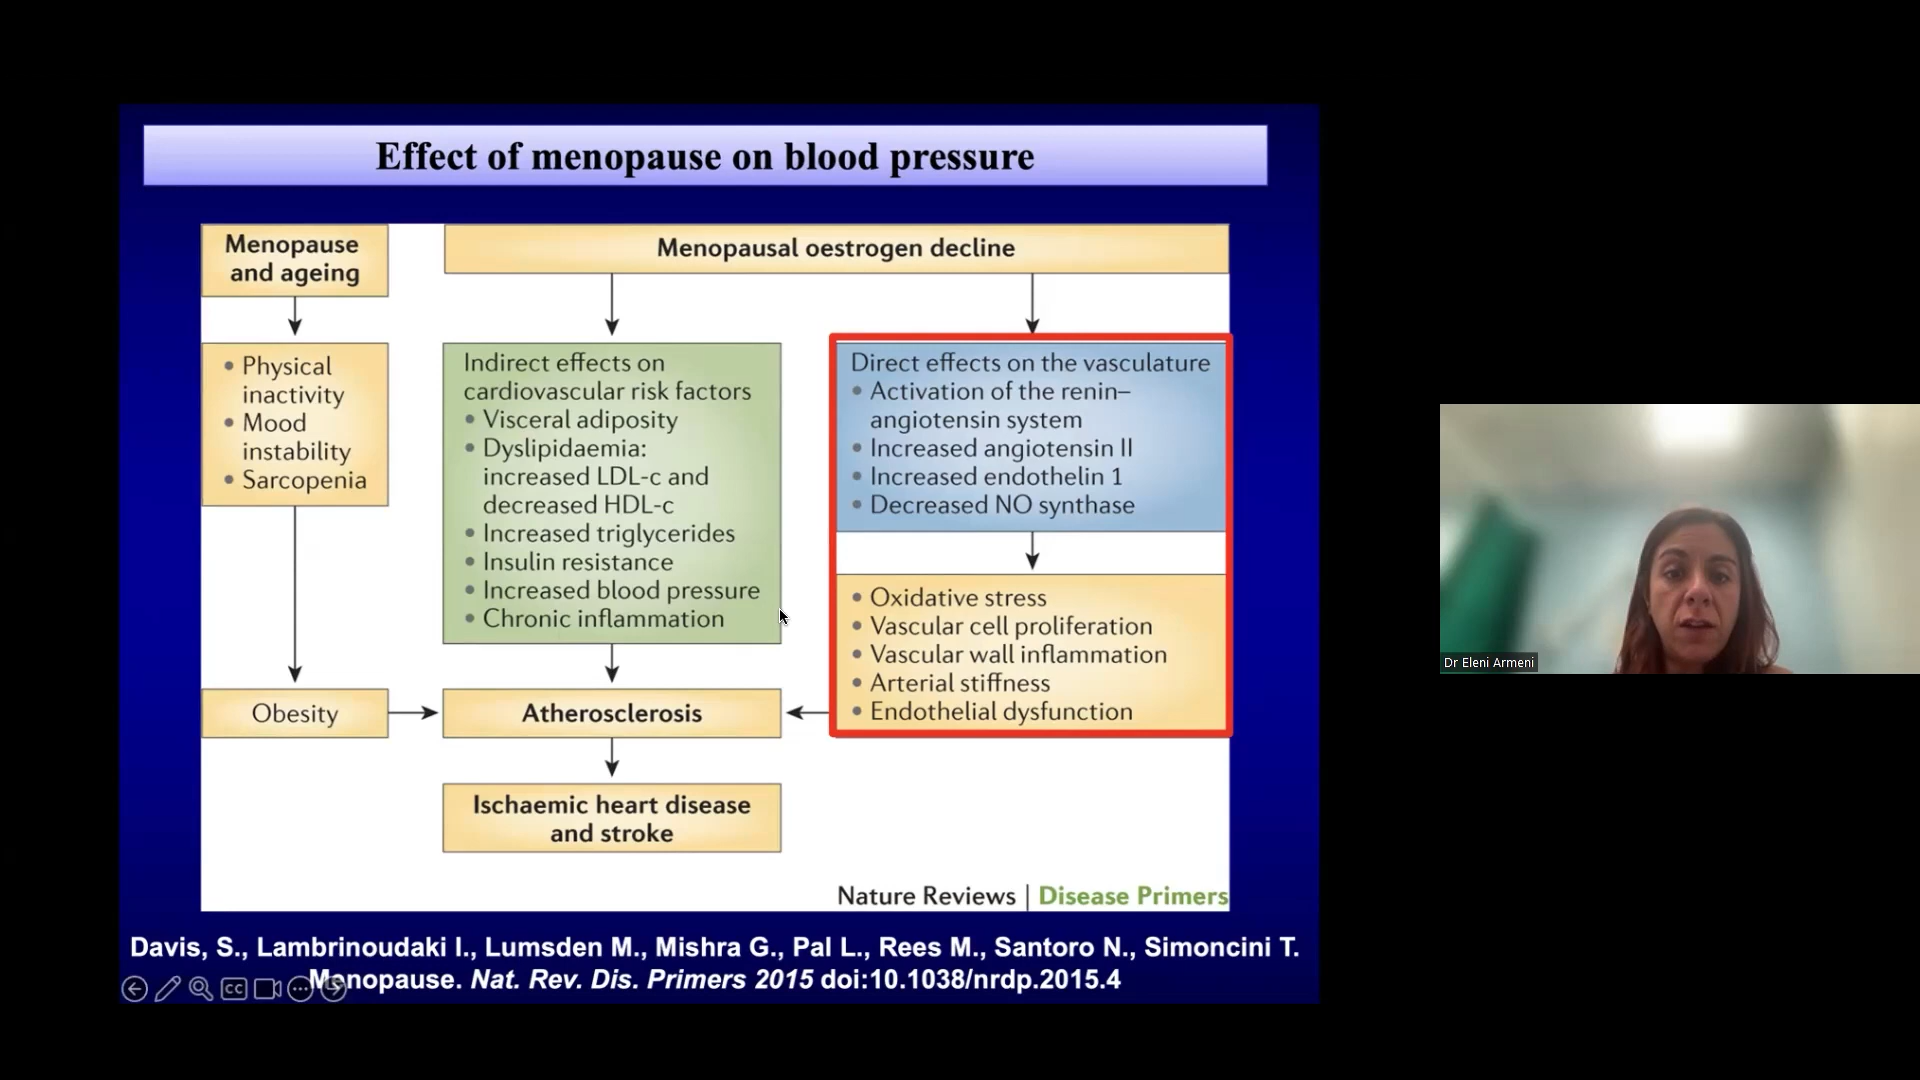 Effect of menopause on blood pressure
Menopause
and ageing
Menopausal oestrogen decline
• Physical
inactivity
• Mood
instability
• Sarcopenia
Indirect effects on
cardiovascular risk factors
• Visceral adiposity
• Dyslipidaemia:
increased LDL-c and
decreased HDL-c
• Increased triglycerides
• Insulin resistance
• Increased blood pressure
• Chronic inflammation
Direct effects on the vasculature
• Activation of the renin–
angiotensin system
• Increased angiotensin II
• Increased endothelin 1
• Decreased NO synthase
• Oxidative stress
• Vascular cell proliferation
• Vascular wall inflammation
• Arterial stiffness
• Endothelial dysfunction
Obesity
Atherosclerosis
Ischaemic heart disease
and stroke
Nature Reviews | Disease Primers
Davis, S., Lambrinoudaki I., Lumsden M., Mishra G., Pal L., Rees M., Santoro N., Simoncini T.
Menopause. Nat. Rev. Dis. Primers 2015 doi:10.1038/nrdp.2015.4
CC
Dr Eleni Armeni